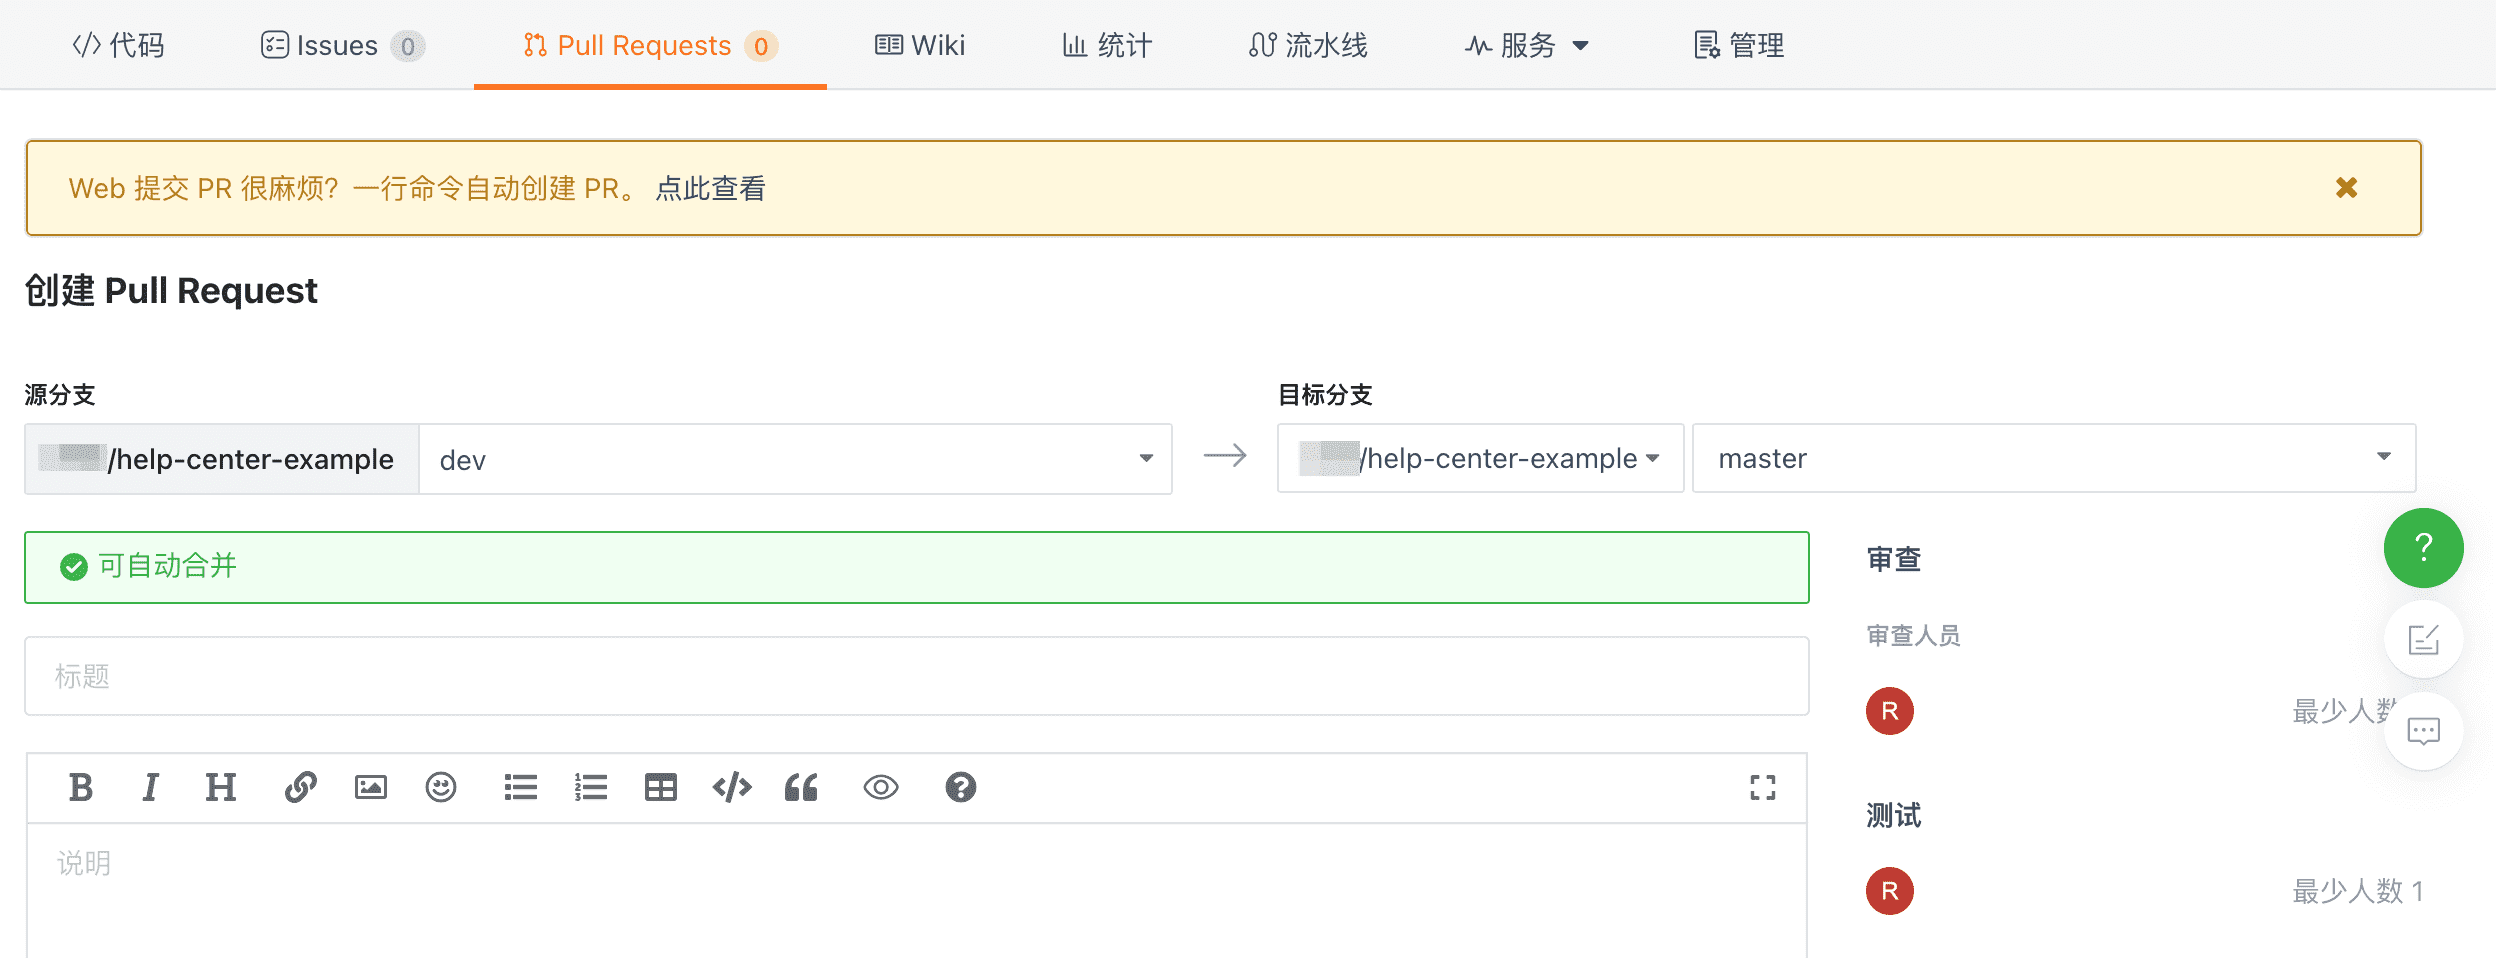 代码 Issues 0 Pull Requests 0 Wiki 统计 流水线 服务 管理
Web 提交 PR 很麻烦？一行命令自动创建 PR。 点此查看
创建 Pull Request
源分支 目标分支
/help-center-example dev /help-center-example master
可自动合并 审查
标题 审查人员
R 最少人数
B I H
测试
说明
R 最少人数 1